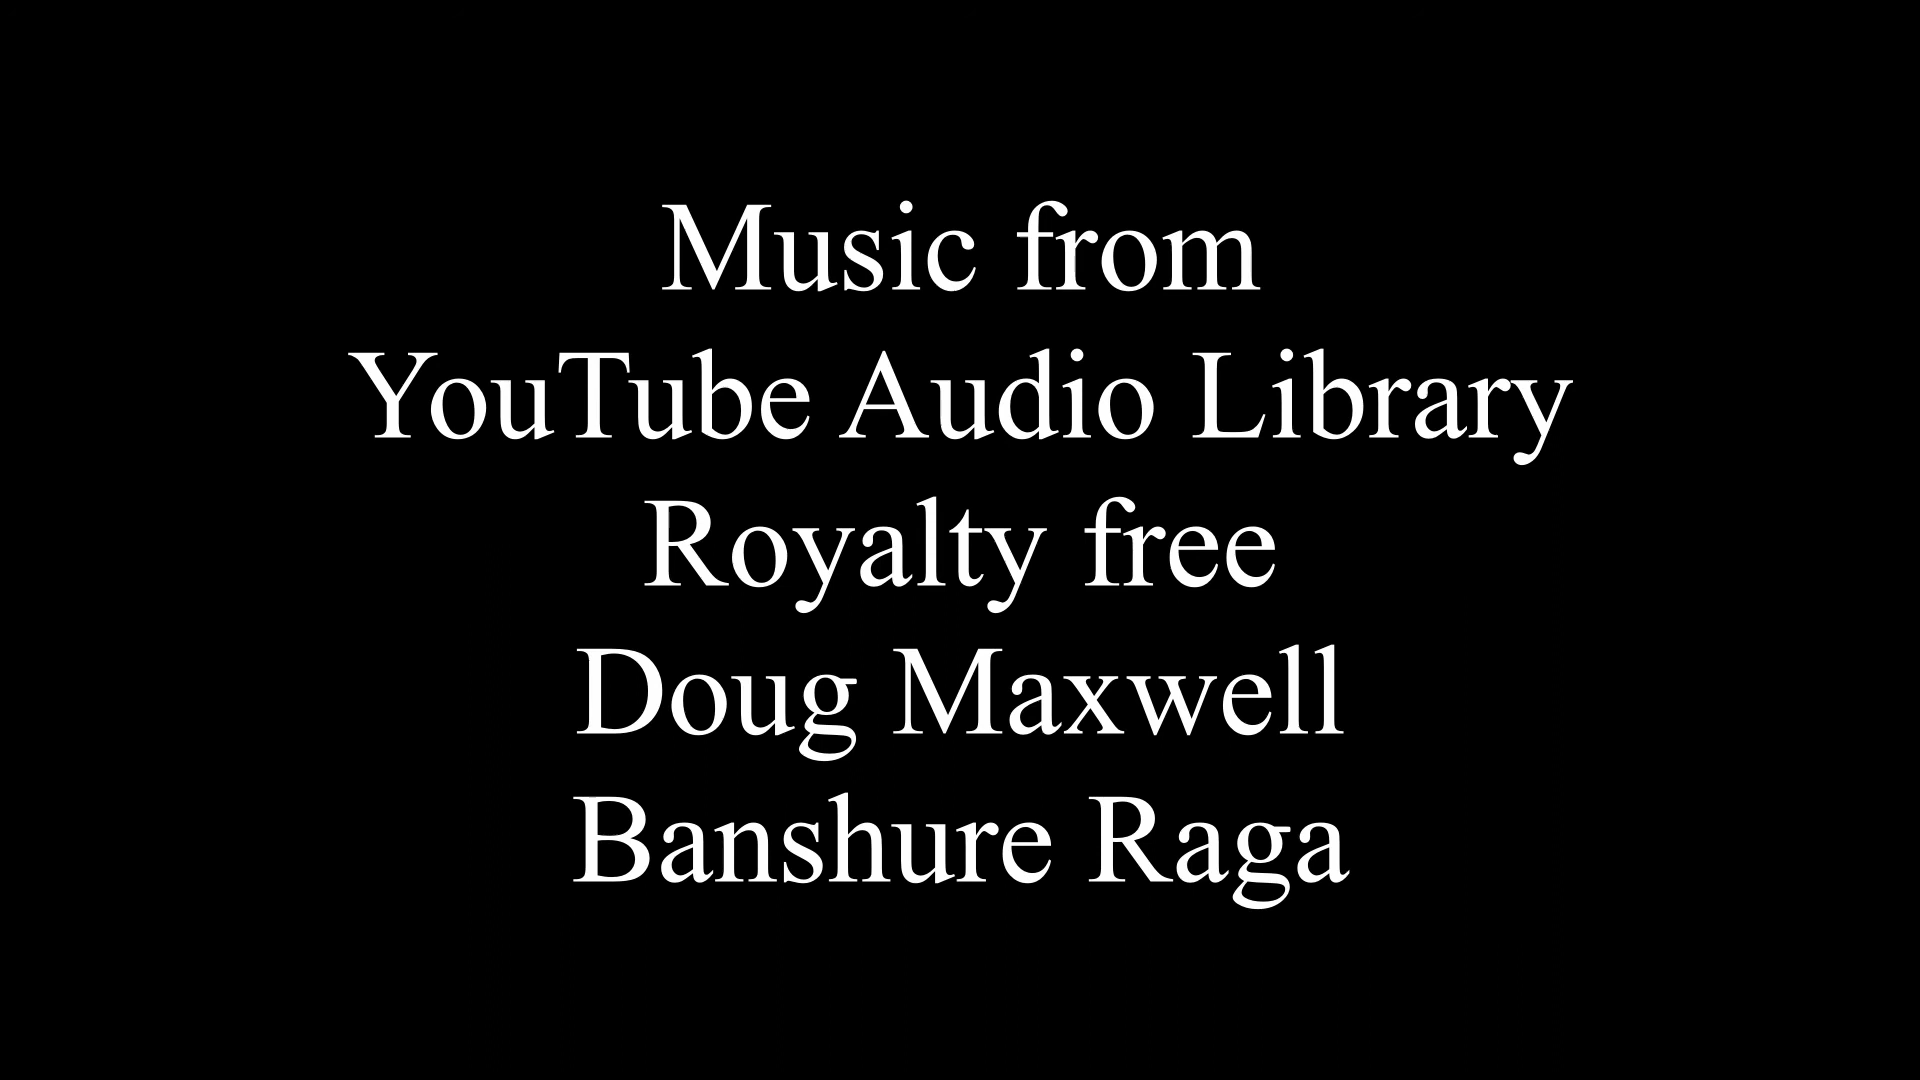 Music from
YouTube Audio Library
Royalty free
Doug Maxwell
Banshure Raga